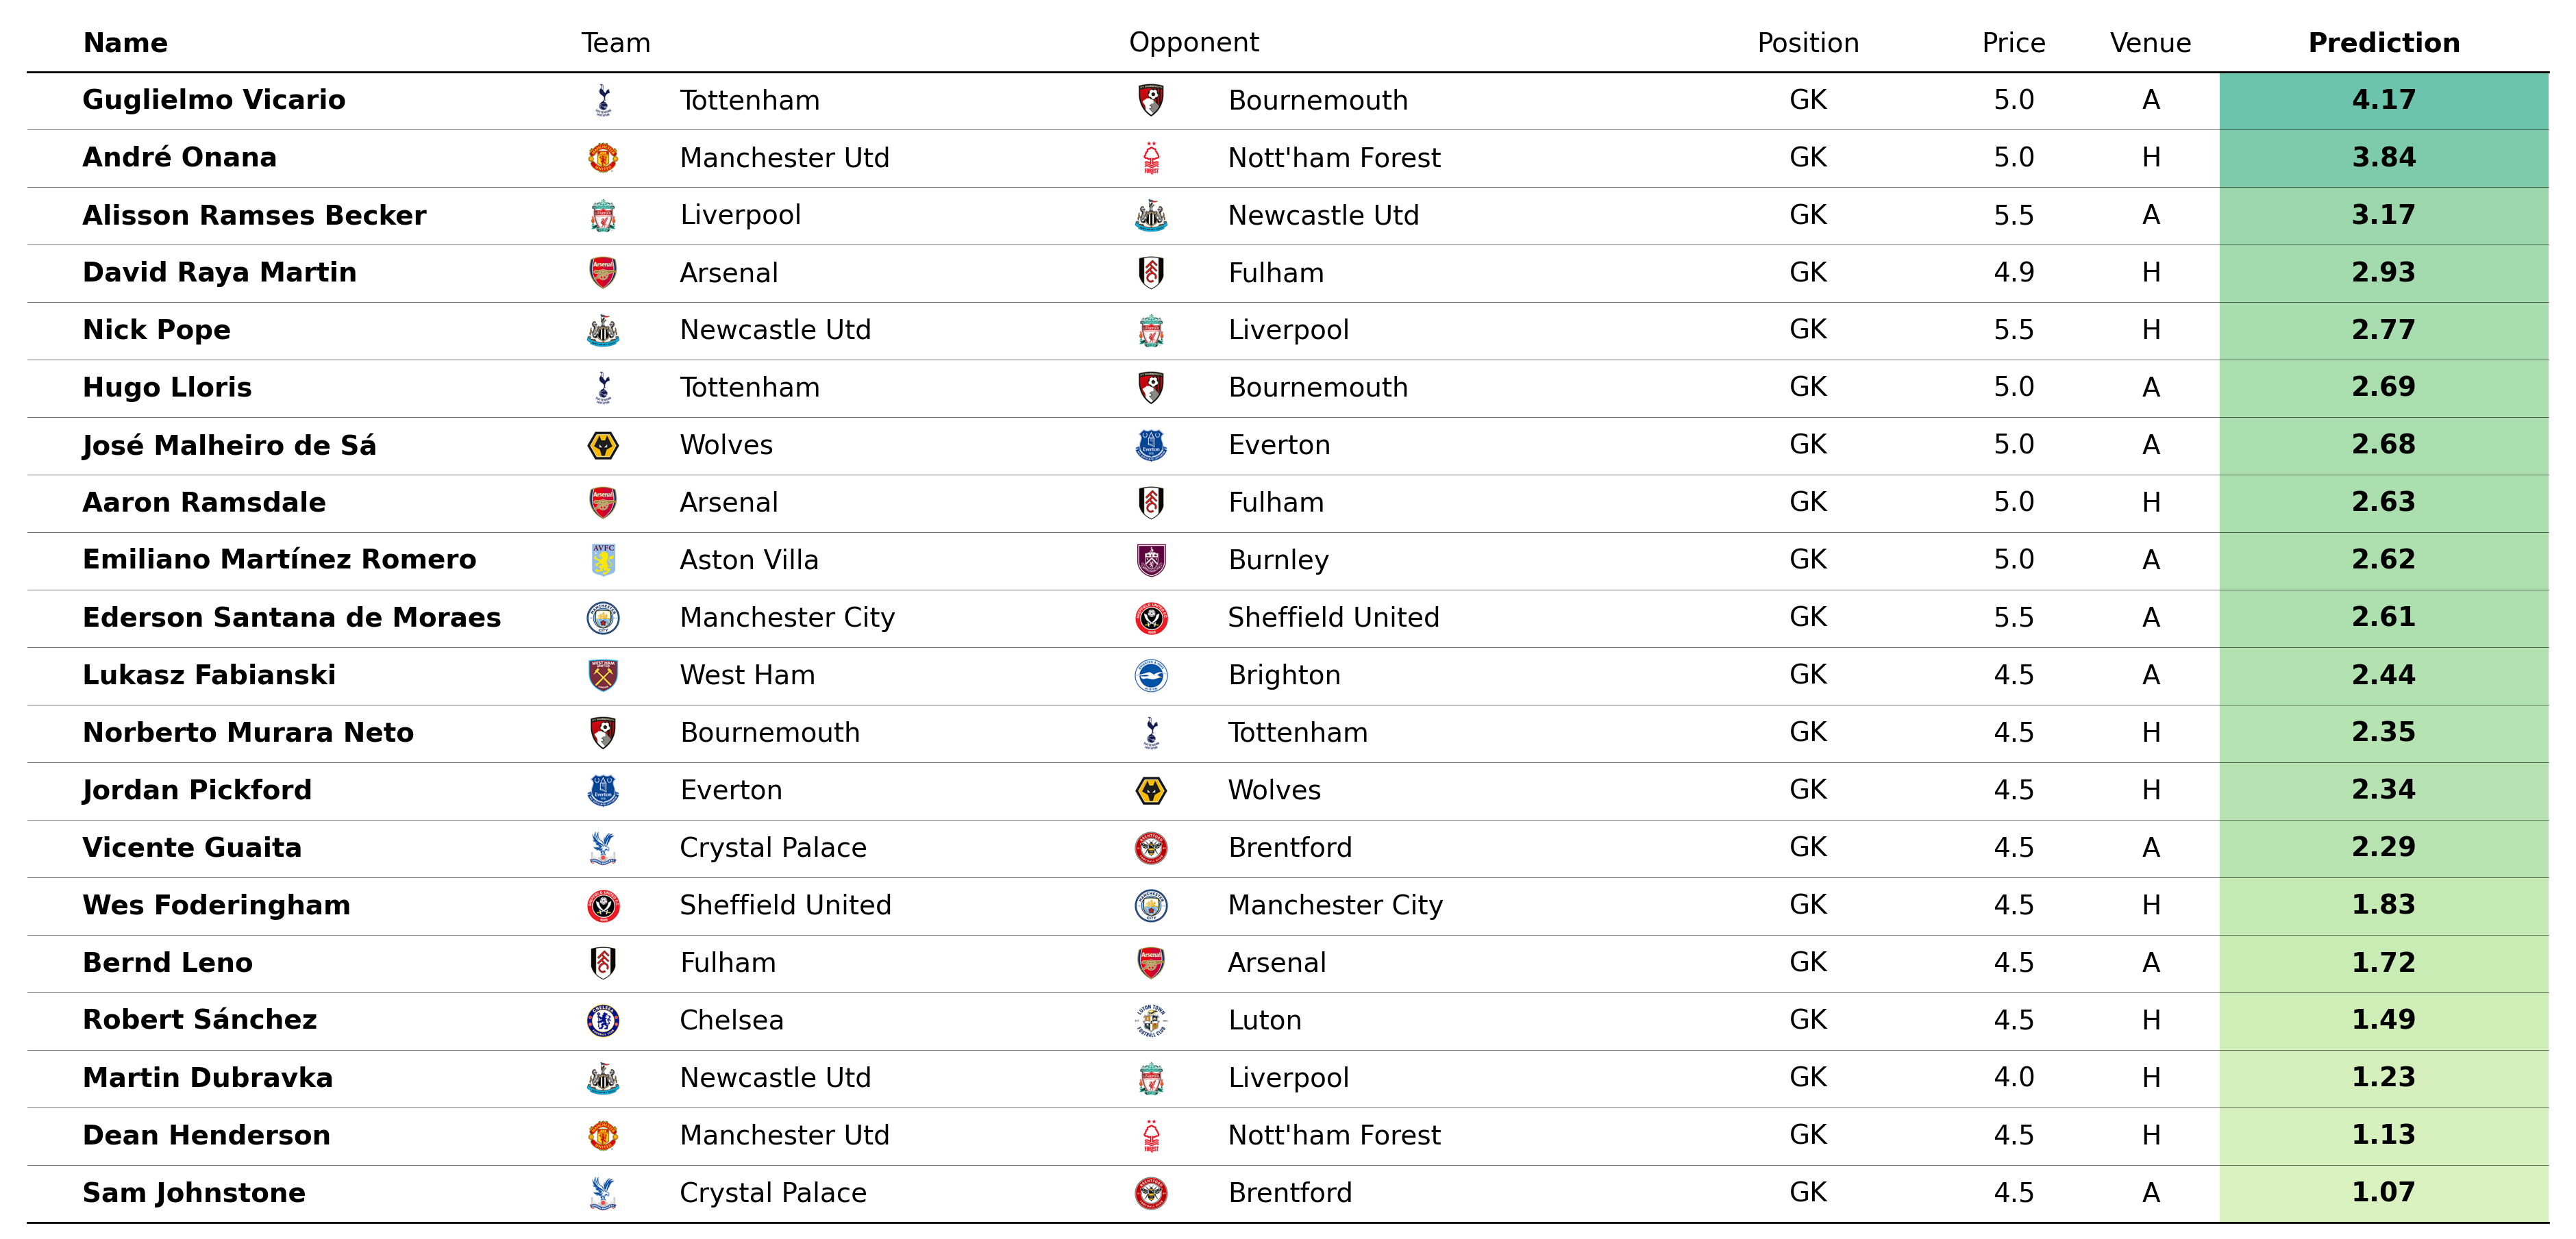 Name Team Opponent Position Price Venue Prediction
Guglielmo Vicario Tottenham Bournemouth GK 5.0 A 4.17
André Onana Manchester Utd Nott'ham Forest GK 5.0 H 3.84
Alisson Ramses Becker Liverpool Newcastle Utd GK 5.5 A 3.17
David Raya Martin Arsenal Fulham GK 4.9 H 2.93
Nick Pope Newcastle Utd Liverpool GK 5.5 H 2.77
Hugo Lloris Tottenham Bournemouth GK 5.0 A 2.69
José Malheiro de Sá Wolves Everton GK 5.0 A 2.68
Aaron Ramsdale Arsenal Fulham GK 5.0 H 2.63
Emiliano Martínez Romero Aston Villa Burnley GK 5.0 A 2.62
Ederson Santana de Moraes Manchester City Sheffield United GK 5.5 A 2.61
Lukasz Fabianski West Ham Brighton GK 4.5 A 2.44
Norberto Murara Neto Bournemouth Tottenham GK 4.5 H 2.35
Jordan Pickford Everton Wolves GK 4.5 H 2.34
Vicente Guaita Crystal Palace Brentford GK 4.5 A 2.29
Wes Foderingham Sheffield United Manchester City GK 4.5 H 1.83
Bernd Leno Fulham Arsenal GK 4.5 A 1.72
Robert Sánchez Chelsea Luton GK 4.5 H 1.49
Martin Dubravka Newcastle Utd Liverpool GK 4.0 H 1.23
Dean Henderson Manchester Utd Nott'ham Forest GK 4.5 H 1.13
Sam Johnstone Crystal Palace Brentford GK 4.5 A 1.07